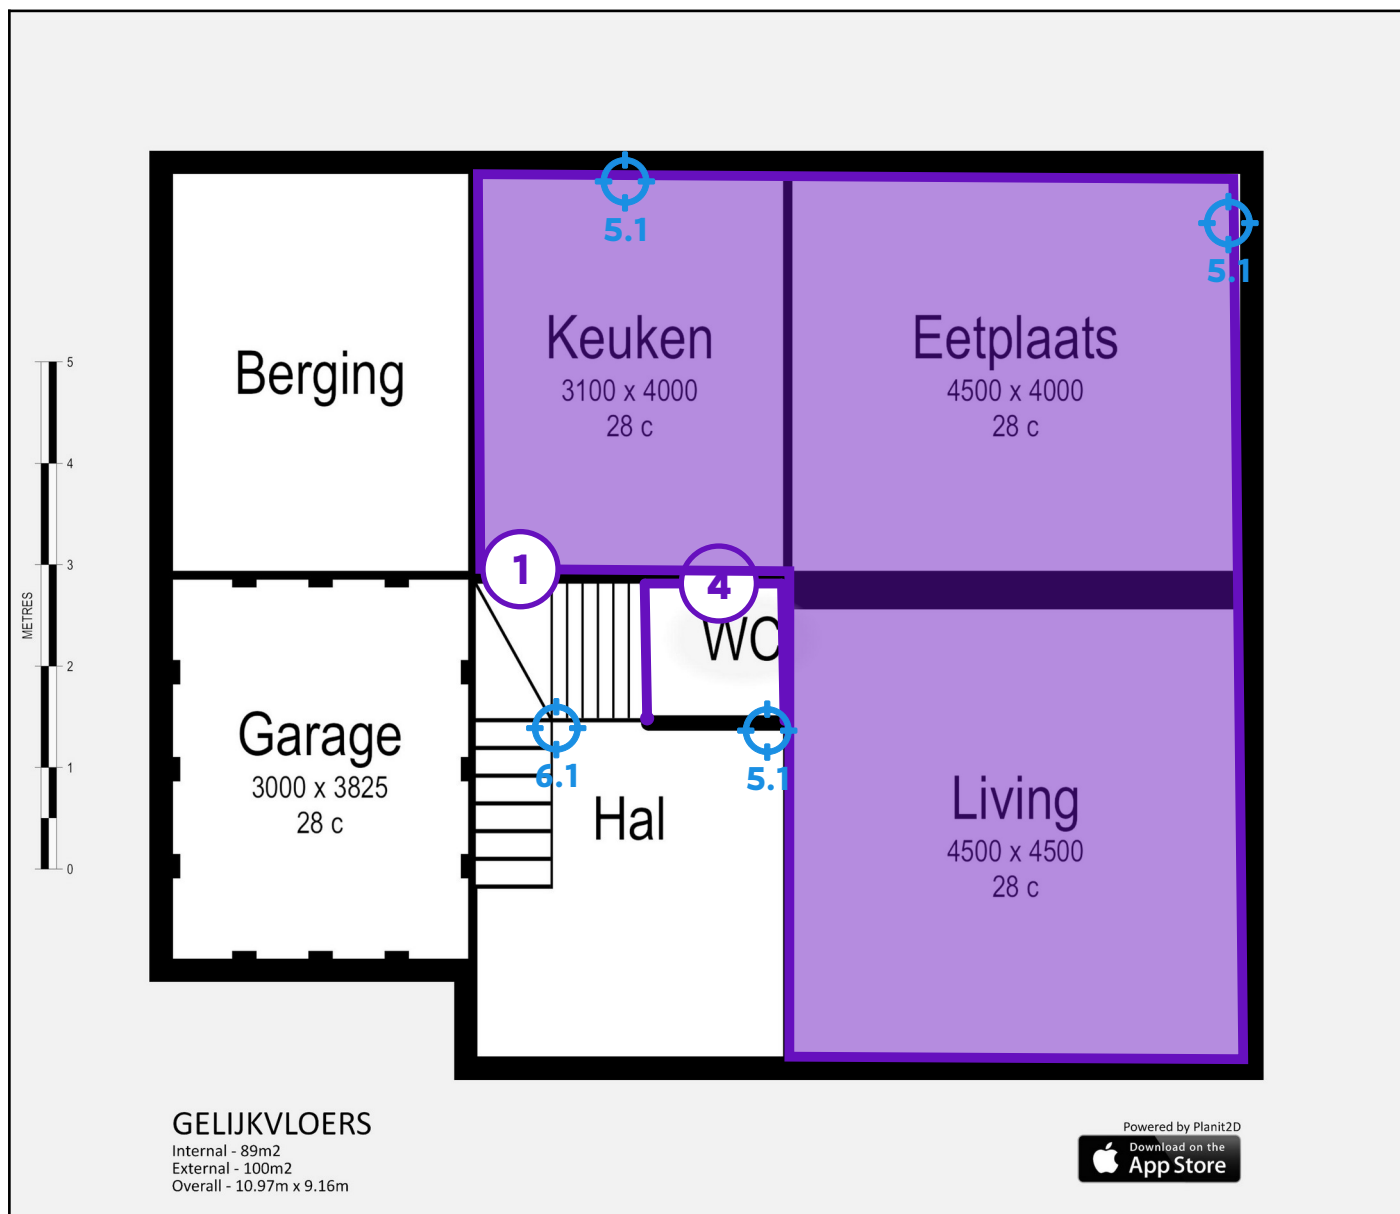 5.1
5.1
Keuken
3100 x 4000
28 c
Eetplaats
4500 x 4000
28 c
Berging
5
4
3
2
1
0
METRES
1
4
WC
Garage
3000 x 3825
28 c
6.1
5.1
Hal
Living
4500 x 4500
28 c
GELIJKVLOERS
Internal - 89m2
External - 100m2
Overall - 10.97m x 9.16m
Powered by Planit2D
Download on the
App Store